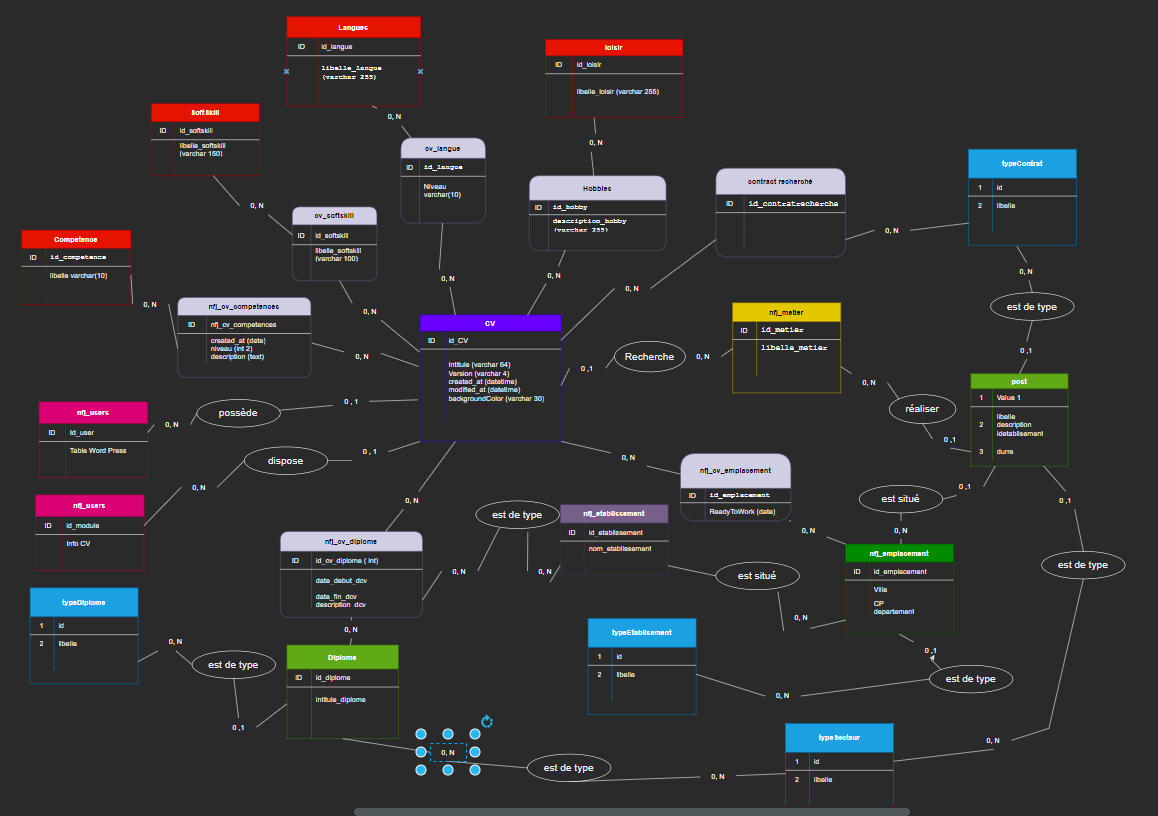 Langues
ID id_langue
libelle_langue
(varchar 255)
0, N
loisir
ID id_loisir
libelle_loisir (varchar 255)
0, N
SoftSkill
ID id_softskill
libelle_softskill
(varchar 150)
0, N
cv_langue
ID id_langue
Niveau
varchar(10)
0, N
Hobbies
ID id_hobby
description_hobby
(varchar 255)
0, N
contract recherché
ID id_contratrecherche
0, N
0, N
typeContrat
1 id
2 libelle
0, N
est de type
0 ,1
cv_softskill
ID id_softskill
libelle_softskill
(varchar 100)
0, N
Competence
ID id_competence
libelle varchar(10)
0, N
nfj_cv_competences
ID nfj_cv_competences
created_at (date)
niveau (int 2)
description (text)
0, N
CV
ID id_CV
Intitule (varchar 64)
Version (varchar 4)
created_at (datetime)
modified_at (datetime)
backgroundColor (varchar 30)
0 ,1
Recherche
0, N
nfj_metier
ID id_metier
libelle_metier
0, N
réaliser
0 ,1
post
1 Value 1
2 libelle
description
idetablisement
3 durre
nfj_users
ID Id_user
Table Word Press
0, N
possède
0 ,1
dispose
0 ,1
0, N
nfj_users
ID id_module
Info CV
0, N
nfj_cv_emplacement
ID id_emplacement
ReadyToWork (date)
0, N
est situé
0 ,1
0, N
0 ,1
est de type
nfj_emplacement
ID id_emplacement
Ville
CP
departement
0, N
nfj_cv_diplome
ID id_cv_diplome ( int)
date_debut_dcv
date_fin_dcv
description_dcv
0, N
est de type
0, N
0, N
nfj_etablissement
ID id_etablissement
nom_etablissement
est situé
0, N
typeDiplome
1 id
2 libelle
0, N
est de type
0 ,1
Diplome
ID id_diplome
intitule_diplome
0, N
typeEtablisement
1 id
2 libelle
0, N
est de type
0 ,1
est de type
0, N
typeSecteur
1 id
2 libelle
0, N